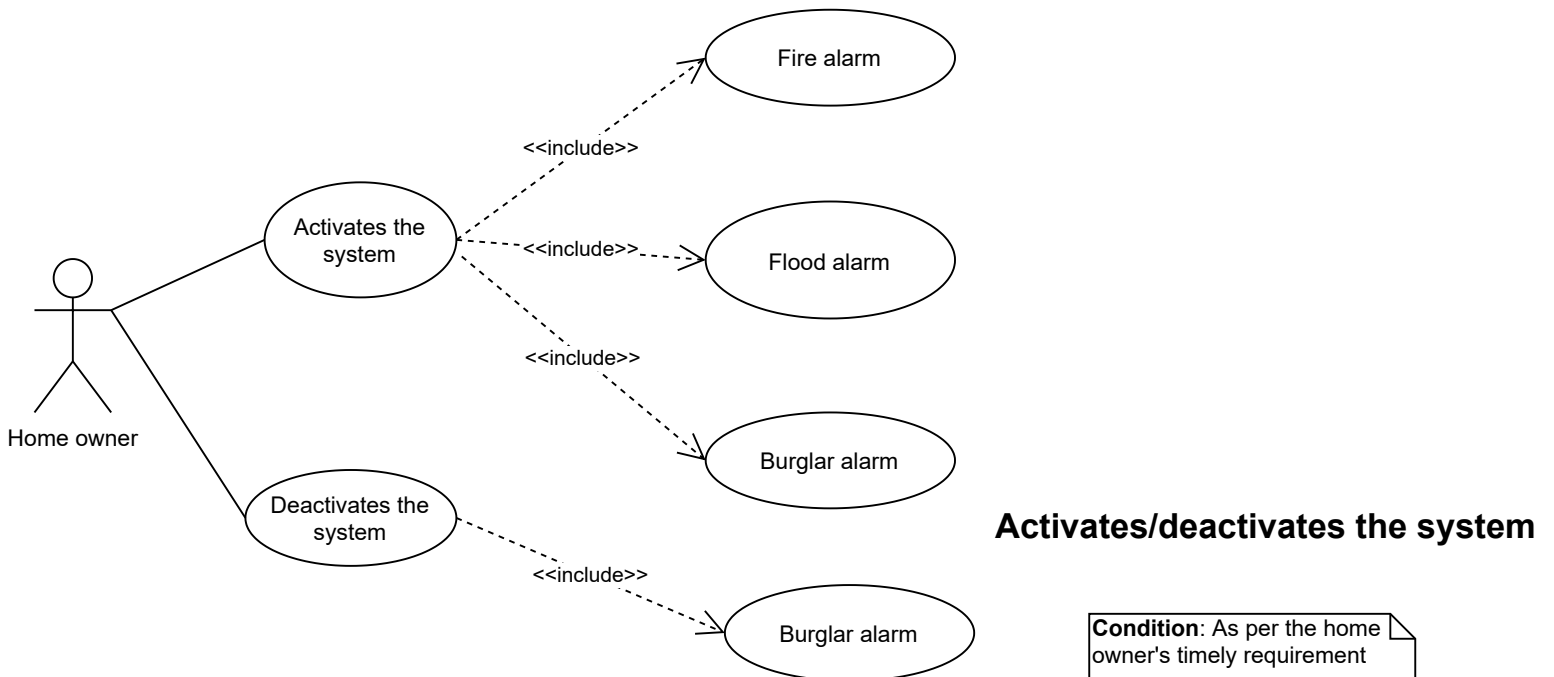 Fire alarm
<<include>>
Activates the
system
<<include>>
Flood alarm
<<include>>
Home owner
Burglar alarm
Deactivates the
system
Activates/deactivates the system
<<include>>
Burglar alarm
Condition: As per the home
owner's timely requirement